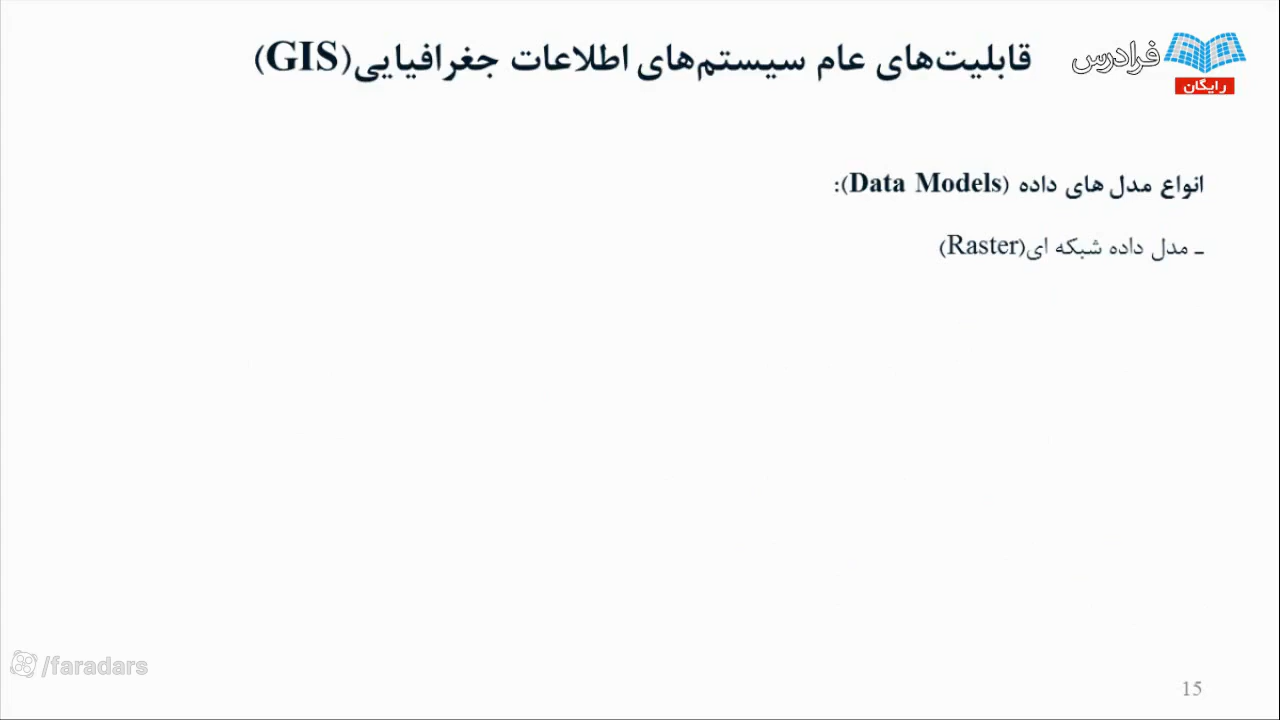 قابلیت‌های عام سیستم‌های اطلاعات جغرافیایی(GIS)
فرادرس
رایگان
انواع مدل های داده (Data Models):
ـ مدل داده شبکه ای(Raster)
/faradars
15